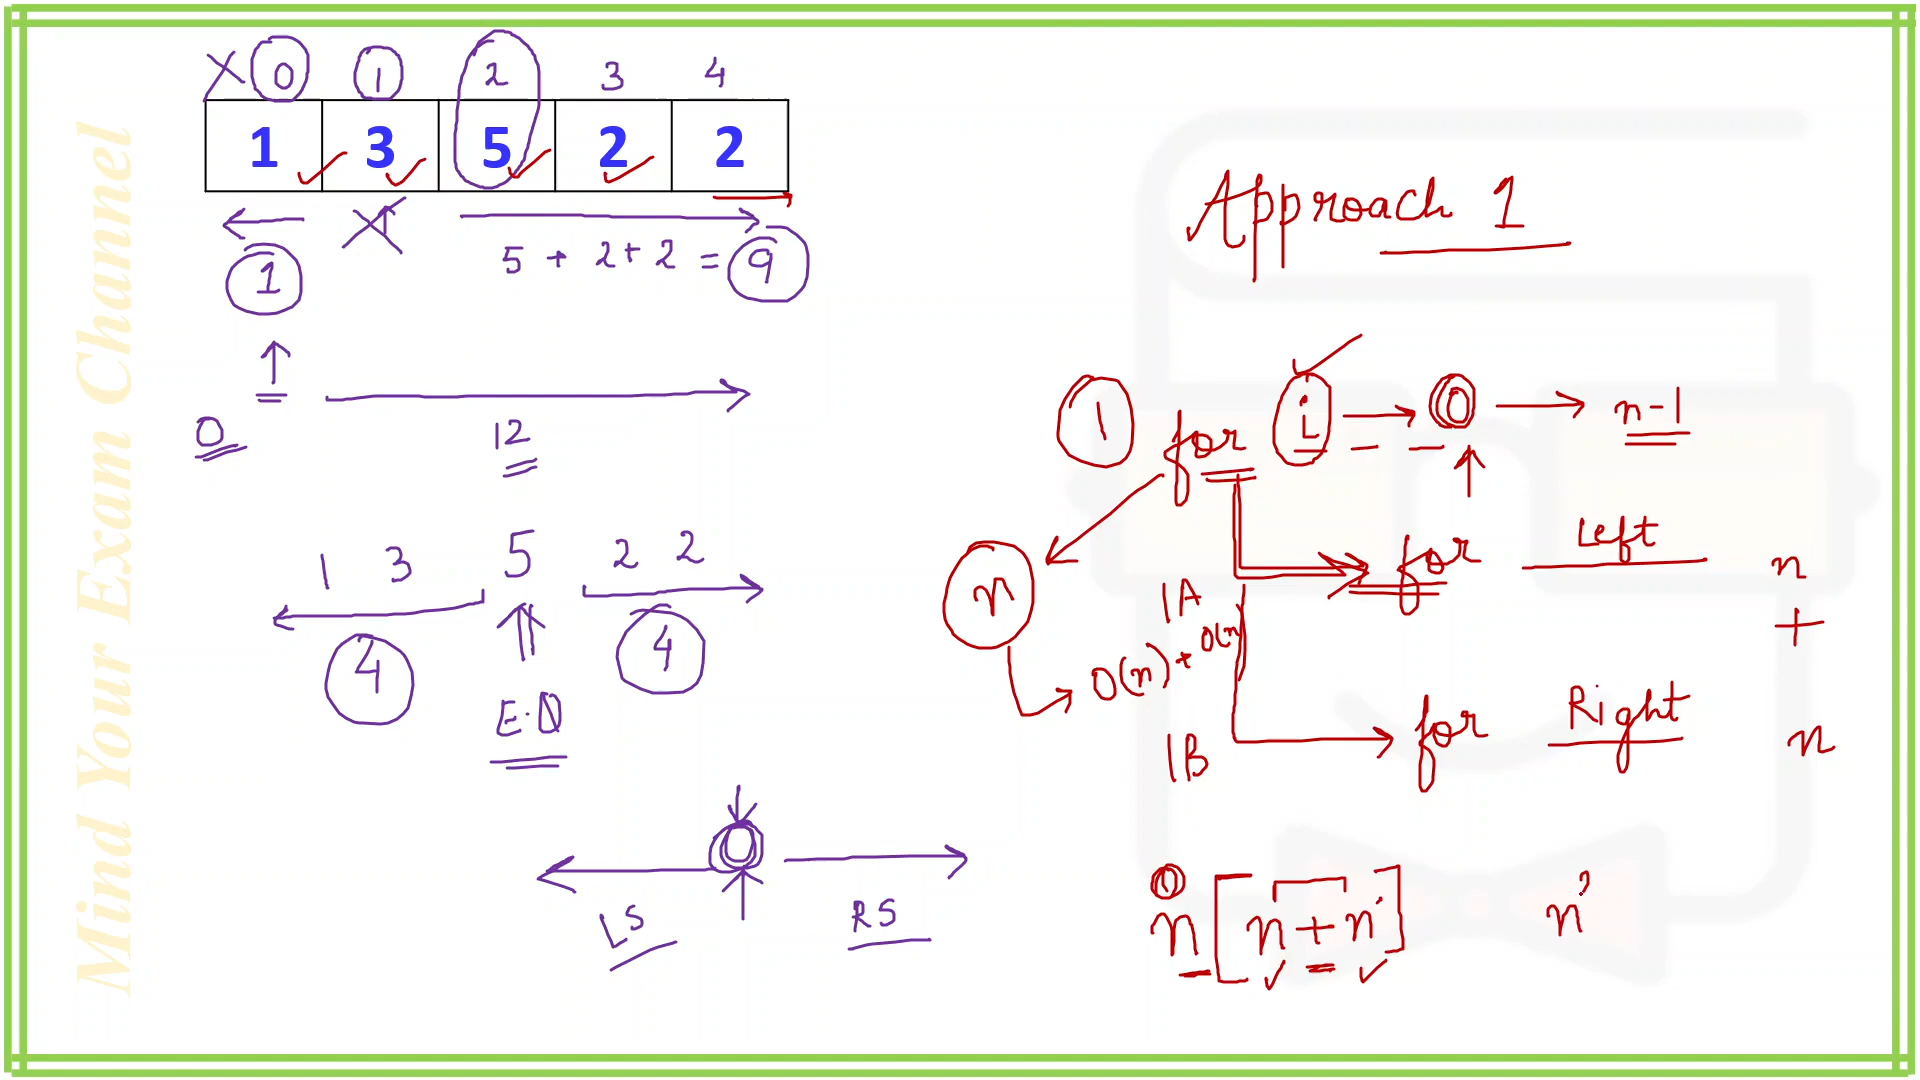 X 0 1 2 3 4
1 3 5 2 2
1
5 + 2 + 2 = 9
0
12
1 3 5 2 2
4
4
LS
RS
Mind Your Exam Channel
Approach 1
1 for i 0 n-1
n
1A for Left n
+
O(n) + O(n
1B for Right n
n [ n + n ]